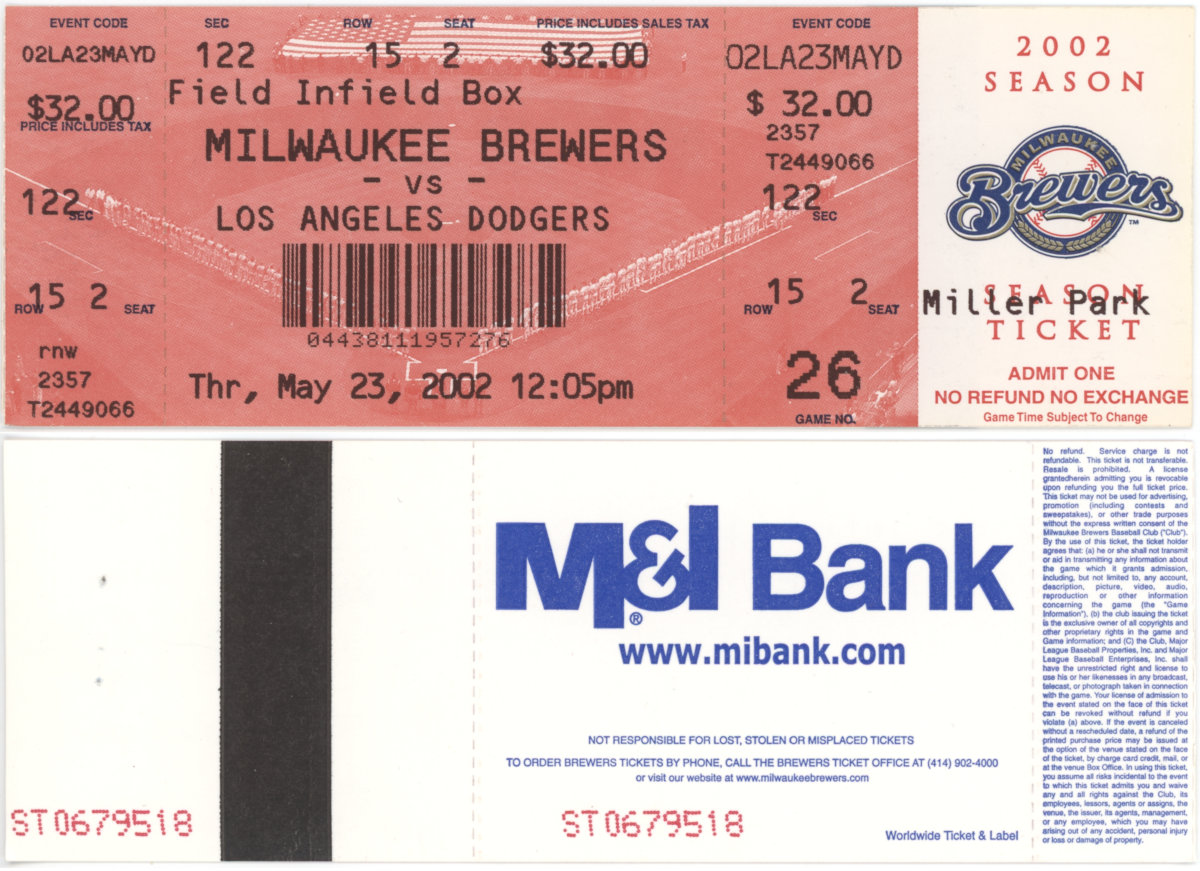 EVENT CODE SEC ROW SEAT PRICE INCLUDES SALES TAX EVENT CODE
02LA23MAYD 122 15 2 $32.00 02LA23MAYD
$32.00 Field Infield Box $ 32.00
PRICE INCLUDES TAX
2357
T2449066
MILWAUKEE BREWERS
- vs -
LOS ANGELES DODGERS
122 SEC 122 SEC
ROW 15 2 SEAT ROW 15 2 SEAT
04438111957276
rnw
2357
T2449066
Thr, May 23, 2002 12:05pm
26
GAME NO.
2002
SEASON
MILWAUKEE
Brewers
TM
SEASON
Miller Park
TICKET
ADMIT ONE
NO REFUND NO EXCHANGE
Game Time Subject To Change
M&I Bank
®
www.mibank.com
NOT RESPONSIBLE FOR LOST, STOLEN OR MISPLACED TICKETS
TO ORDER BREWERS TICKETS BY PHONE, CALL THE BREWERS TICKET OFFICE AT (414) 902-4000
or visit our website at www.milwaukeebrewers.com
ST0679518 ST0679518
Worldwide Ticket & Label
No refund. Service charge is not
refundable. This ticket is not transferable.
Resale is prohibited. A license
grantedherein admitting you is revocable
upon refunding you the full ticket price.
This ticket may not be used for advertising,
promotion (including contests and
sweepstakes), or other trade purposes
without the express written consent of the
Milwaukee Brewers Baseball Club ("Club").
By the use of this ticket, the ticket holder
agrees that: (a) he or she shall not transmit
or aid in transmitting any information about
the game which it grants admission,
including, but not limited to, any account,
description, picture, video, audio,
reproduction or other information
concerning the game (the "Game
Information"), (b) the club issuing the ticket
is the exclusive owner of all copyrights and
other proprietary rights in the game and
Game information; and (C) the Club, Major
League Baseball Properties, Inc. and Major
League Baseball Enterprises, Inc. shall
have the unrestricted right and license to
use his or her likenesses in any broadcast,
telecast, or photograph taken in connection
with the game. Your license of admission to
the event stated on the face of this ticket
can be revoked without refund if you
violate (a) above. If the event is canceled
without a rescheduled date, a refund of the
printed purchase price may be issued at
the option of the venue stated on the face
of the ticket, by charge card credit, mail, or
at the venue Box Office. In using this ticket,
you assume all risks incidental to the event
to which this ticket admits you and waive
any and all rights against the Club, its
employees, lessors, agents or assigns, the
venue, the issuer, its agents, management,
or any employee, which you may have
arising out of any accident, personal injury
or loss or damage of property.